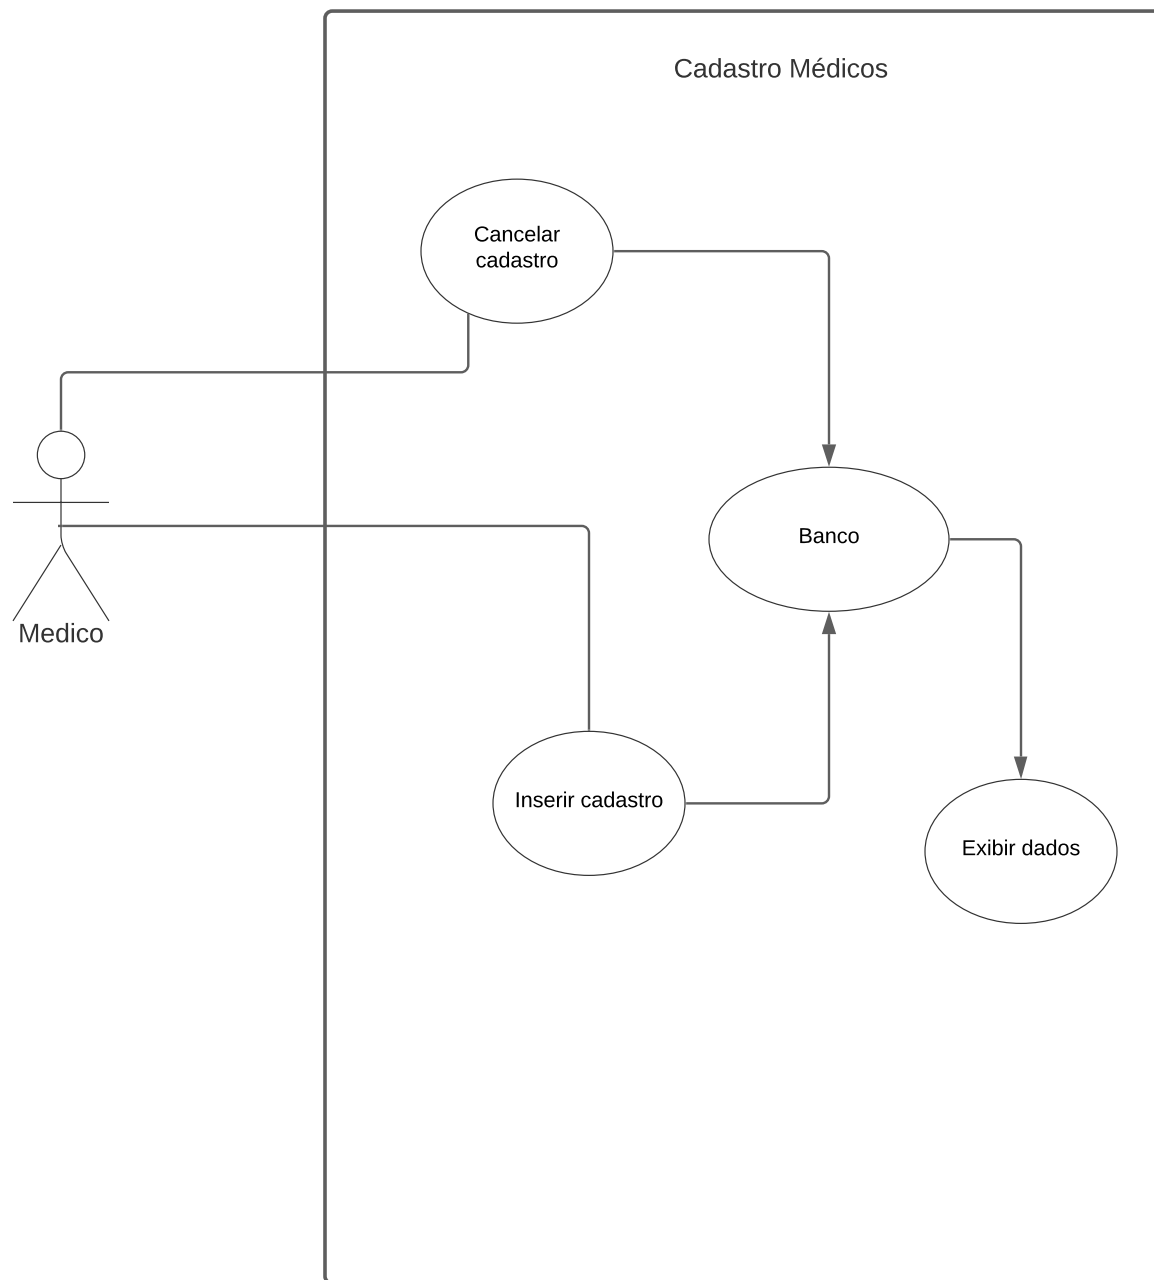 Cadastro Médicos
Cancelar
cadastro
Banco
Medico
Inserir cadastro
Exibir dados